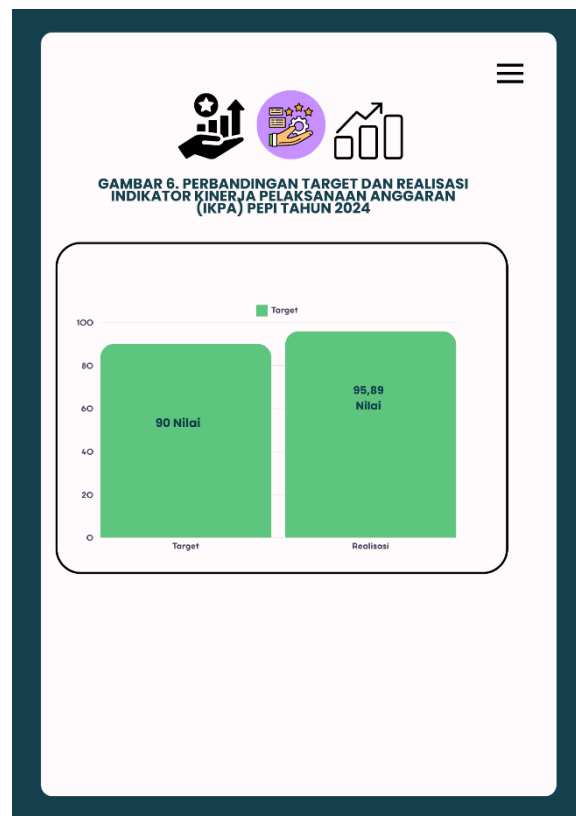 GAMBAR 6. PERBANDINGAN TARGET DAN REALISASI
INDIKATOR KINERJA PELAKSANAAN ANGGARAN
(IKPA) PEPI TAHUN 2024
Target
100
80
60
40
20
0
90 Nilai
95,89
Nilai
Target
Realisasi